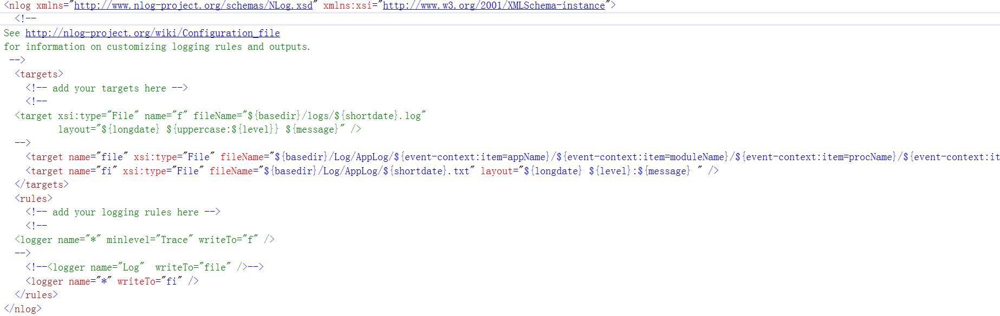 <nlog xmlns="http://www.nlog-project.org/schemas/NLog.xsd" xmlns:xsi="http://www.w3.org/2001/XMLSchema-instance">
<!--
See http://nlog-project.org/wiki/Configuration_file
for information on customizing logging rules and outputs.
-->
<targets>
<!-- add your targets here -->
<!--
<target xsi:type="File" name="f" fileName="${basedir}/logs/${shortdate}.log"
layout="${longdate} ${uppercase:${level}} ${message}" />
-->
<target name="file" xsi:type="File" fileName="${basedir}/Log/AppLog/${event-context:item=appName}/${event-context:item=moduleName}/${event-context:item=procName}/${event-context:it
<target name="fi" xsi:type="File" fileName="${basedir}/Log/AppLog/${shortdate}.txt" layout="${longdate} ${level}:${message} " />
</targets>
<rules>
<!-- add your logging rules here -->
<!--
<logger name="*" minlevel="Trace" writeTo="f" />
-->
<!--<logger name="Log"  writeTo="file" />-->
<logger name="*" writeTo="fi" />
</rules>
</nlog>